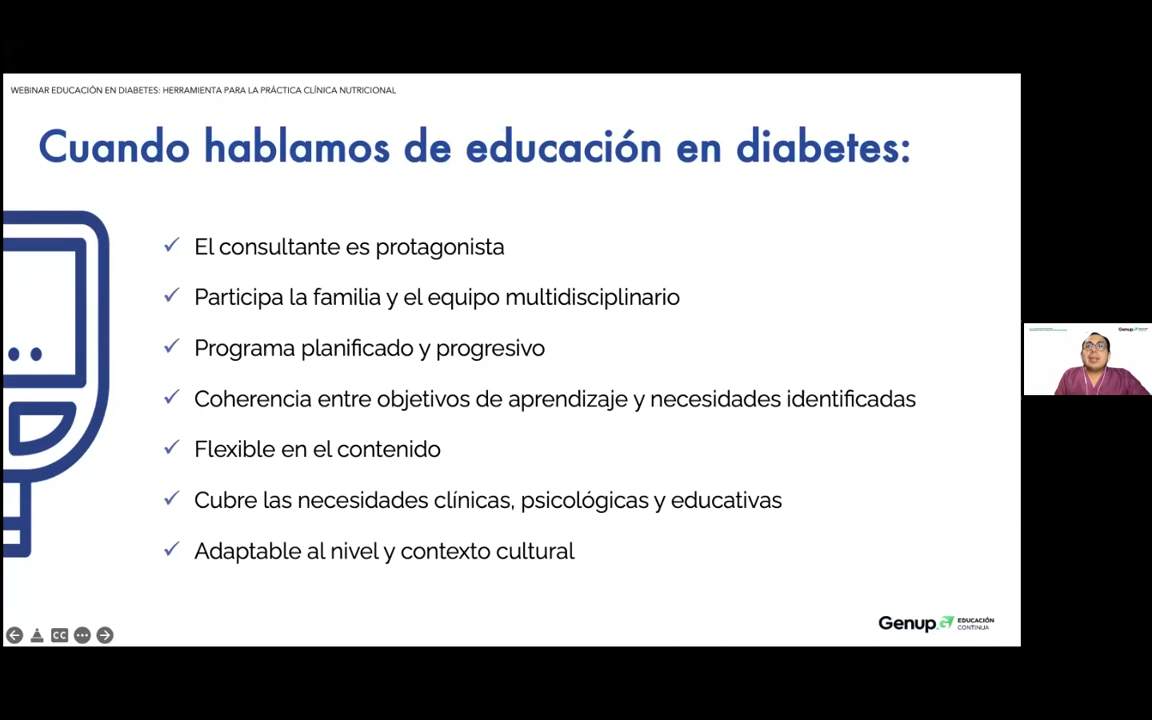 WEBINAR EDUCACIÓN EN DIABETES: HERRAMIENTA PARA LA PRÁCTICA CLÍNICA NUTRICIONAL
Cuando hablamos de educación en diabetes:
✓ El consultante es protagonista
✓ Participa la familia y el equipo multidisciplinario
✓ Programa planificado y progresivo
✓ Coherencia entre objetivos de aprendizaje y necesidades identificadas
✓ Flexible en el contenido
✓ Cubre las necesidades clínicas, psicológicas y educativas
✓ Adaptable al nivel y contexto cultural
CC
Genup G EDUCACIÓN CONTINUA
Genup